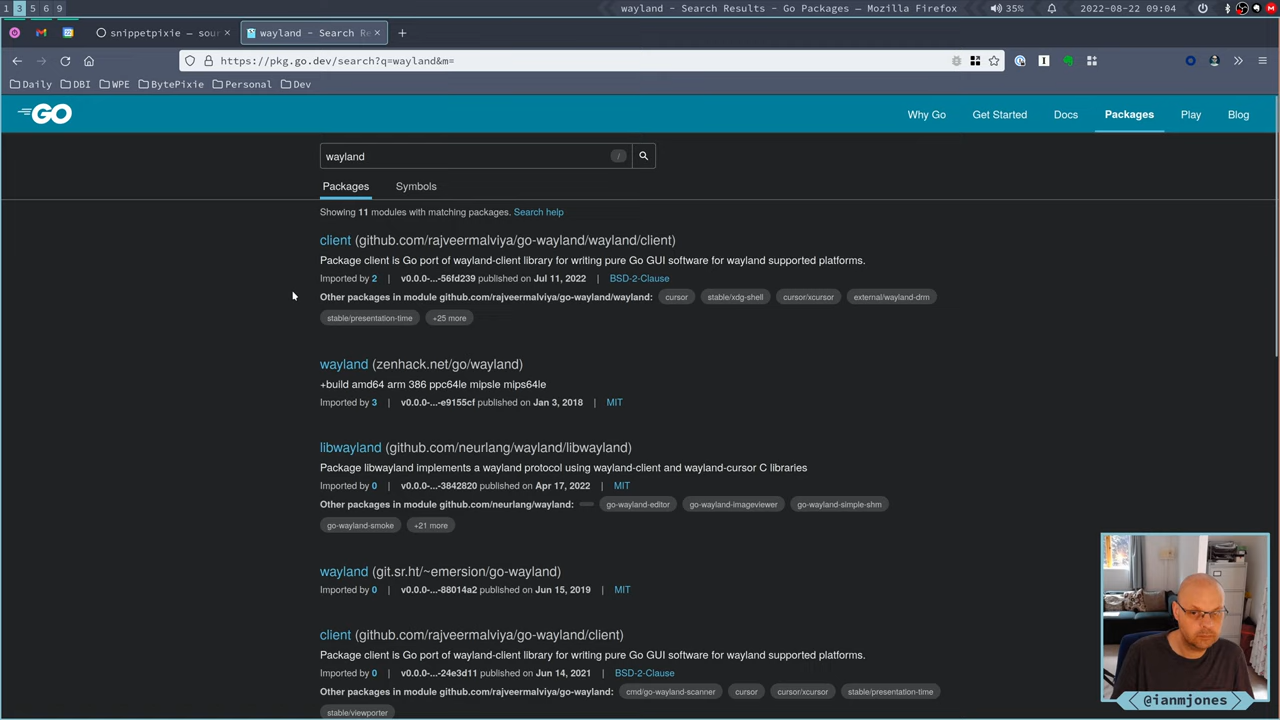 1 3 5 6 9
wayland - Search Results - Go Packages — Mozilla Firefox
35%
2022-08-22 09:04
snippetpixie — sour
wayland - Search Re
https://pkg.go.dev/search?q=wayland&m=
Daily DBI WPE BytePixie Personal Dev
GO
Why Go Get Started Docs Packages Play Blog
wayland
/
Packages Symbols
Showing 11 modules with matching packages. Search help
client (github.com/rajveermalviya/go-wayland/wayland/client)
Package client is Go port of wayland-client library for writing pure Go GUI software for wayland supported platforms.
Imported by 2 | v0.0.0-...-56fd239 published on Jul 11, 2022 | BSD-2-Clause
Other packages in module github.com/rajveermalviya/go-wayland/wayland: cursor stable/xdg-shell cursor/xcursor external/wayland-drm
stable/presentation-time +25 more
wayland (zenhack.net/go/wayland)
+build amd64 arm 386 ppc64le mipsle mips64le
Imported by 3 | v0.0.0-...-e9155cf published on Jan 3, 2018 | MIT
libwayland (github.com/neurlang/wayland/libwayland)
Package libwayland implements a wayland protocol using wayland-client and wayland-cursor C libraries
Imported by 0 | v0.0.0-...-3842820 published on Apr 17, 2022 | MIT
Other packages in module github.com/neurlang/wayland: go-wayland-editor go-wayland-imageviewer go-wayland-simple-shm
go-wayland-smoke +21 more
wayland (git.sr.ht/~emersion/go-wayland)
Imported by 0 | v0.0.0-...-88014a2 published on Jun 15, 2019 | MIT
client (github.com/rajveermalviya/go-wayland/client)
Package client is Go port of wayland-client library for writing pure Go GUI software for wayland supported platforms.
Imported by 0 | v0.0.0-...-24e3d11 published on Jun 14, 2021 | BSD-2-Clause
Other packages in module github.com/rajveermalviya/go-wayland: cmd/go-wayland-scanner cursor cursor/xcursor stable/presentation-time
stable/viewporter
@ianmjones